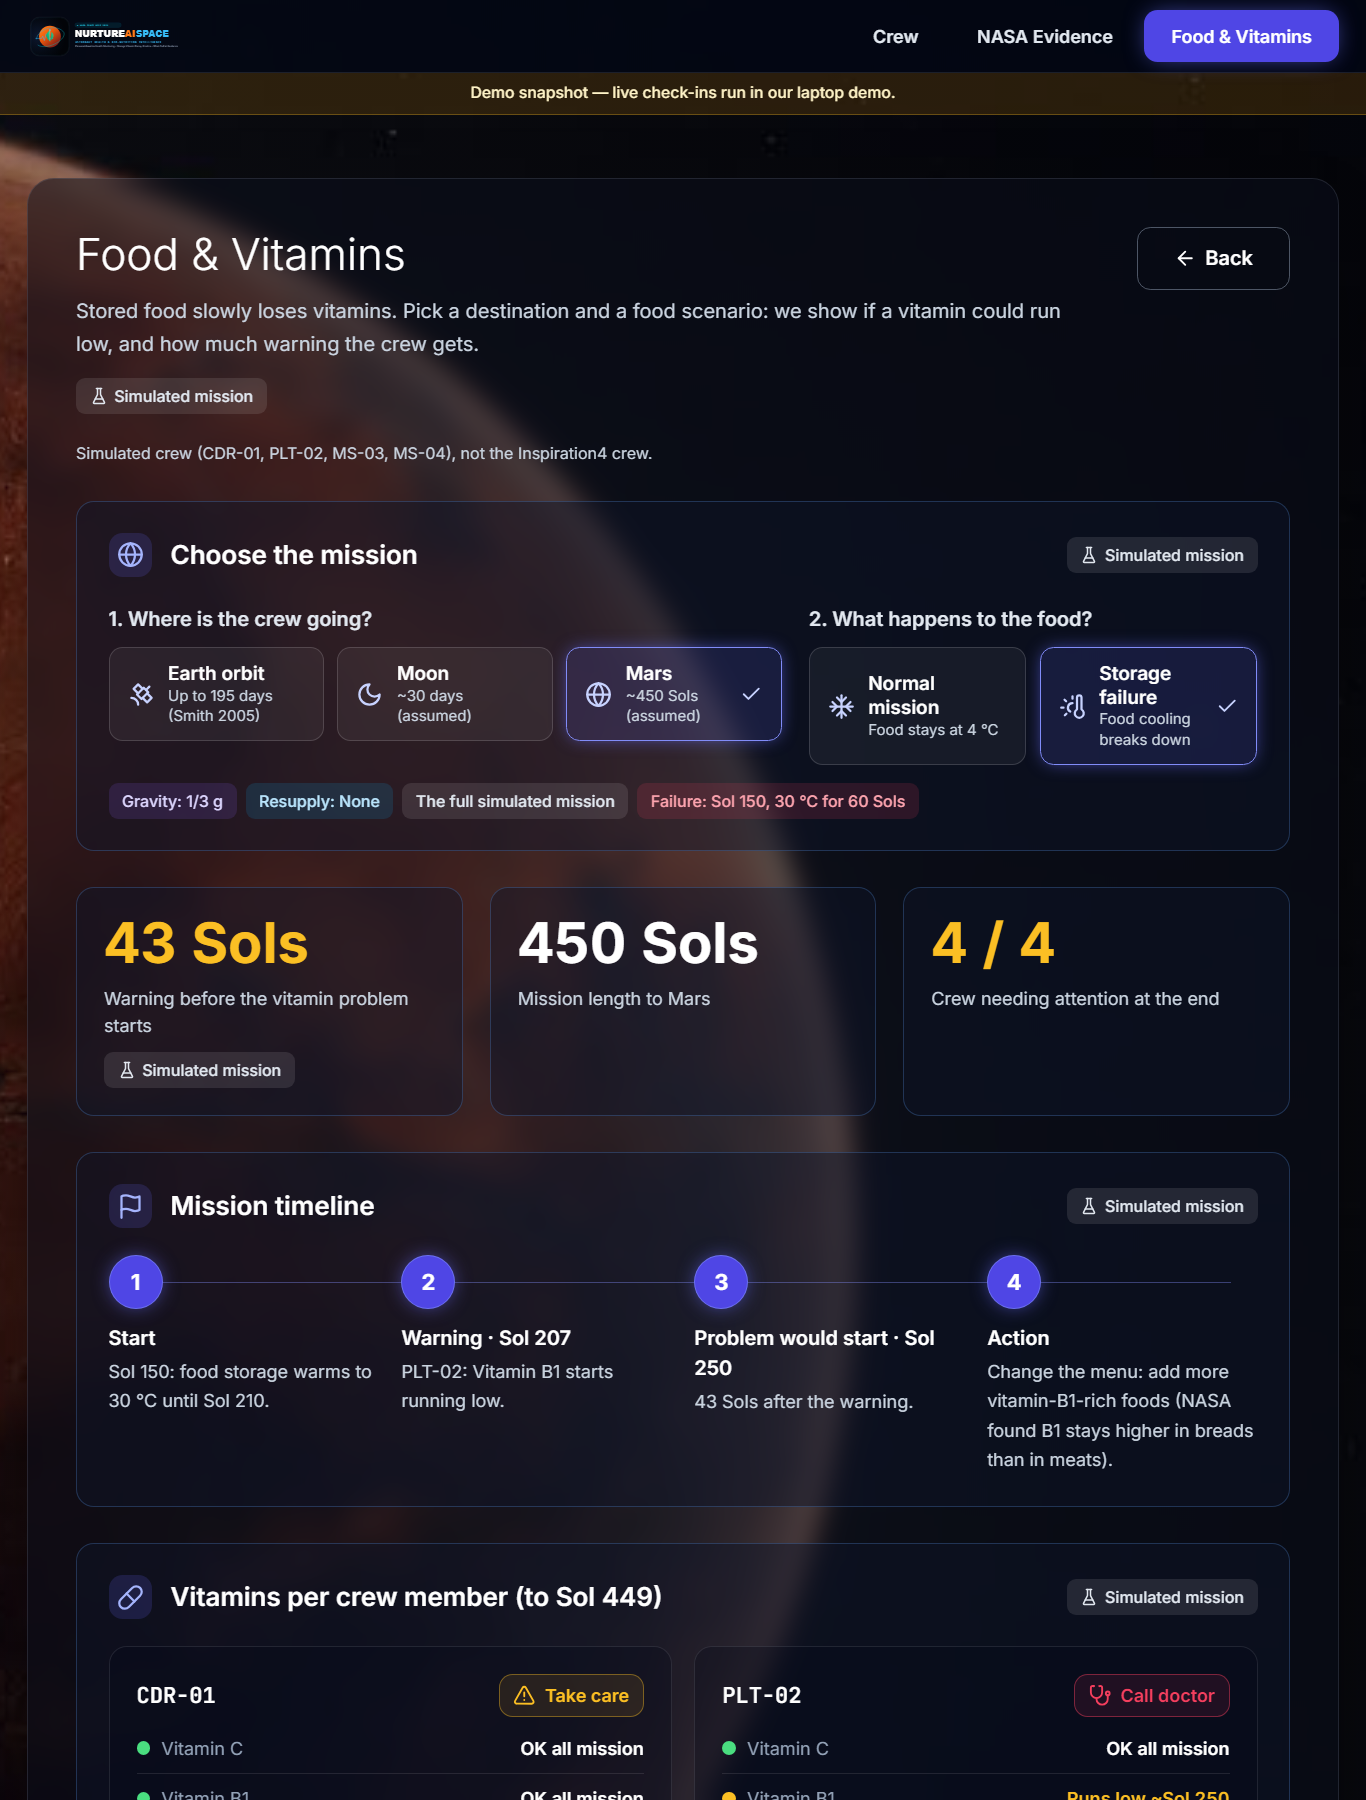 NURTUREAISPACE
Crew
NASA Evidence
Food & Vitamins
Demo snapshot — live check-ins run in our laptop demo.
Food & Vitamins
Back
Stored food slowly loses vitamins. Pick a destination and a food scenario: we show if a vitamin could run
low, and how much warning the crew gets.
Simulated mission
Simulated crew (CDR-01, PLT-02, MS-03, MS-04), not the Inspiration4 crew.
Choose the mission
Simulated mission
1. Where is the crew going?
Earth orbit
Up to 195 days
(Smith 2005)
Moon
~30 days
(assumed)
Mars
~450 Sols
(assumed)
2. What happens to the food?
Normal
mission
Food stays at 4 °C
Storage
failure
Food cooling
breaks down
Gravity: 1/3 g
Resupply: None
The full simulated mission
Failure: Sol 150, 30 °C for 60 Sols
43 Sols
Warning before the vitamin problem
starts
Simulated mission
450 Sols
Mission length to Mars
4 / 4
Crew needing attention at the end
Mission timeline
Simulated mission
1
Start
Sol 150: food storage warms to
30 °C until Sol 210.
2
Warning · Sol 207
PLT-02: Vitamin B1 starts
running low.
3
Problem would start · Sol
250
43 Sols after the warning.
4
Action
Change the menu: add more
vitamin-B1-rich foods (NASA
found B1 stays higher in breads
than in meats).
Vitamins per crew member (to Sol 449)
Simulated mission
CDR-01
Take care
Vitamin C
OK all mission
Vitamin B1
OK all mission
PLT-02
Call doctor
Vitamin C
OK all mission
Vitamin B1
Runs low ~Sol 250